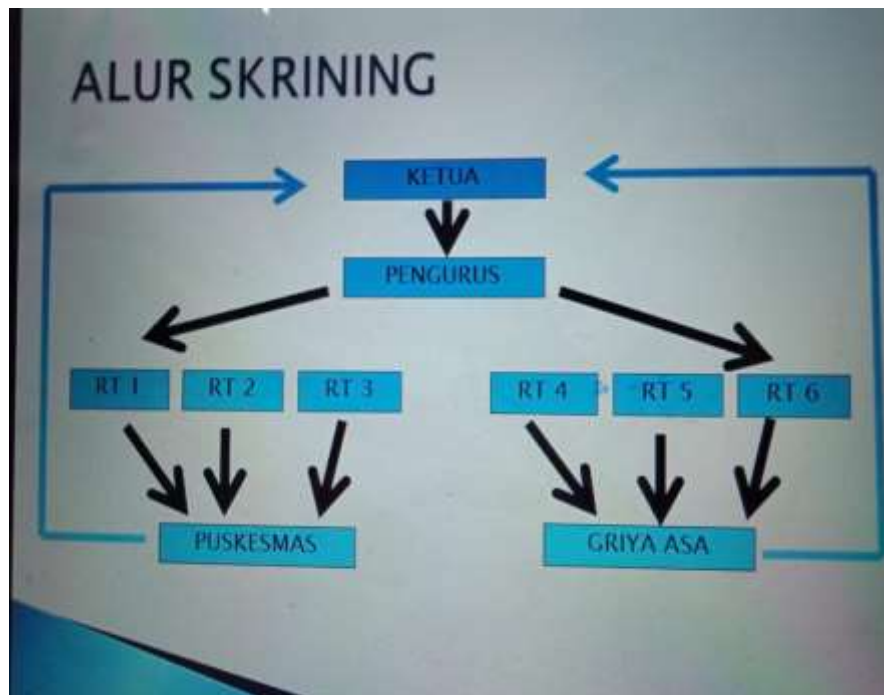 ALUR SKRINING
KETUA
PENGURUS
RT 1 RT 2 RT 3 RT 4 RT 5 RT 6
PUSKESMAS GRIYA ASA